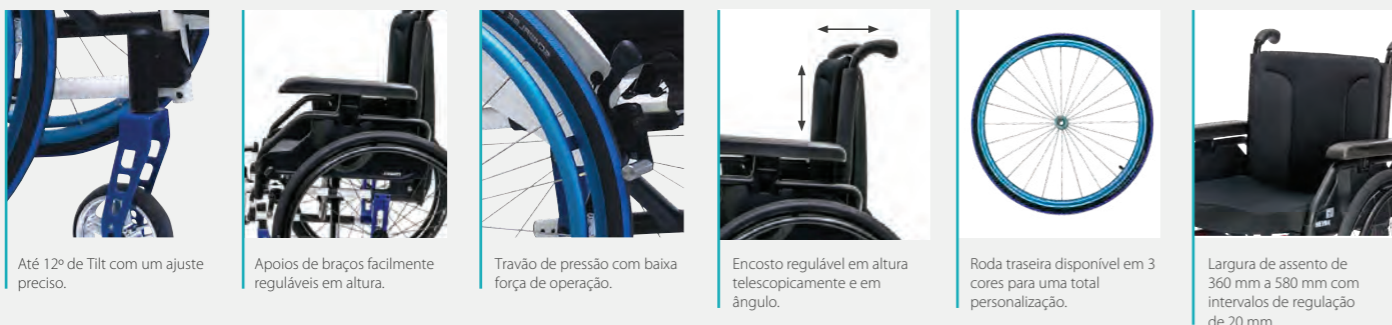 Até 12º de Tilt com um ajuste
preciso.
Apoios de braços facilmente
reguláveis em altura.
Travão de pressão com baixa
força de operação.
Encosto regulável em altura
telescopicamente e em
ângulo.
Roda traseira disponível em 3
cores para uma total
personalização.
Largura de assento de
360 mm a 580 mm com
intervalos de regulação
de 20 mm